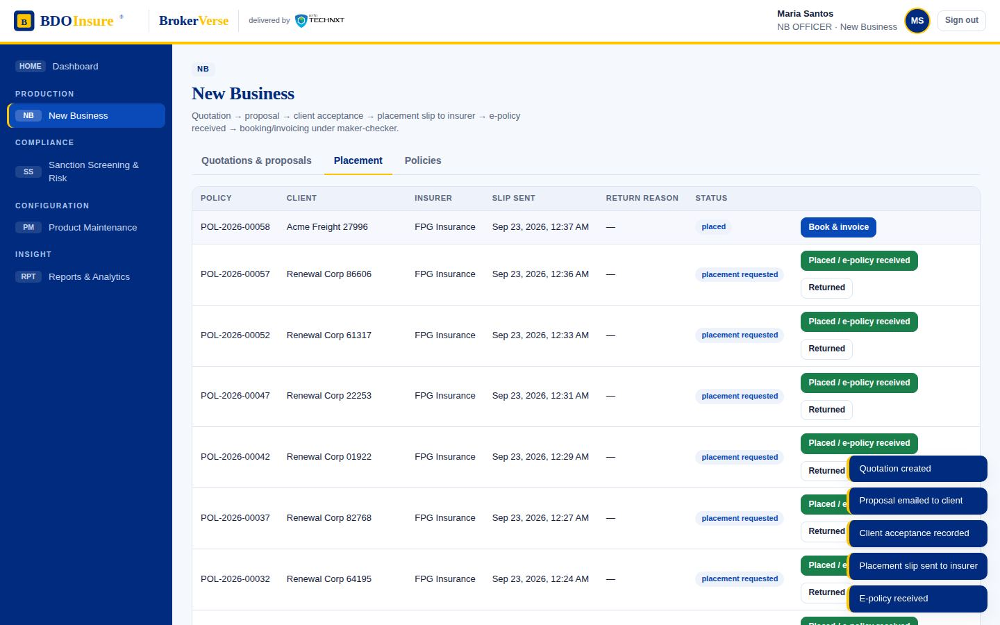 B BDOInsure ®
BrokerVerse
delivered by
TECHNXT
Maria Santos
NB OFFICER · New Business
MS
Sign out
HOME Dashboard
PRODUCTION
NB New Business
COMPLIANCE
SS Sanction Screening &
Risk
CONFIGURATION
PM Product Maintenance
INSIGHT
RPT Reports & Analytics
NB
New Business
Quotation → proposal → client acceptance → placement slip to insurer → e-policy
received → booking/invoicing under maker-checker.
Quotations & proposals Placement Policies
POLICY CLIENT INSURER SLIP SENT RETURN REASON STATUS
POL-2026-00058 Acme Freight 27996 FPG Insurance Sep 23, 2026, 12:37 AM — placed Book & invoice
POL-2026-00057 Renewal Corp 86606 FPG Insurance Sep 23, 2026, 12:36 AM — placement requested Placed / e-policy received
Returned
POL-2026-00052 Renewal Corp 61317 FPG Insurance Sep 23, 2026, 12:33 AM — placement requested Placed / e-policy received
Returned
POL-2026-00047 Renewal Corp 22253 FPG Insurance Sep 23, 2026, 12:31 AM — placement requested Placed / e-policy received
Returned
POL-2026-00042 Renewal Corp 01922 FPG Insurance Sep 23, 2026, 12:29 AM — placement requested Placed / e-policy received
Returned
POL-2026-00037 Renewal Corp 82768 FPG Insurance Sep 23, 2026, 12:27 AM — placement requested Placed / e
Returned
POL-2026-00032 Renewal Corp 64195 FPG Insurance Sep 23, 2026, 12:24 AM — placement requested Placed / e
Returned
Placed / e-policy received
Quotation created
Proposal emailed to client
Client acceptance recorded
Placement slip sent to insurer
E-policy received